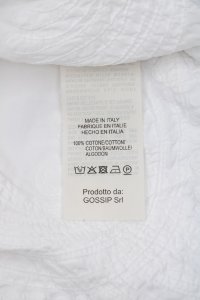 MADE IN ITALY
FABRIQUE EN ITALIE
HECHO EN ITALIA
100% COTONE/COTTON/
COTON/BAUMWOLLE/
ALGODON
Prodotto da:
GOSSIP Srl